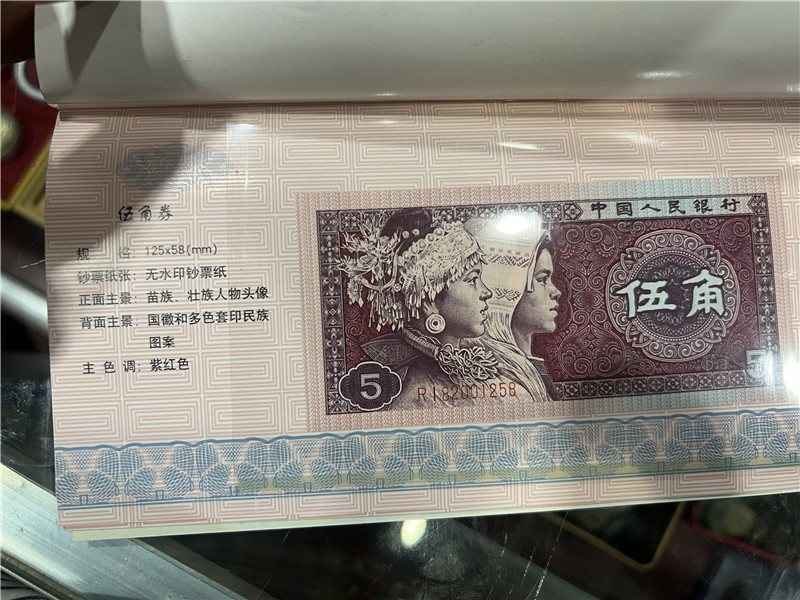 伍角券
规 格: 125x58(mm)
钞票纸张: 无水印钞票纸
正面主景: 苗族、壮族人物头像
背面主景: 国徽和多色套印民族
图案
主 色 调: 紫红色
中国人民银行
伍角
5
RI82001258
5